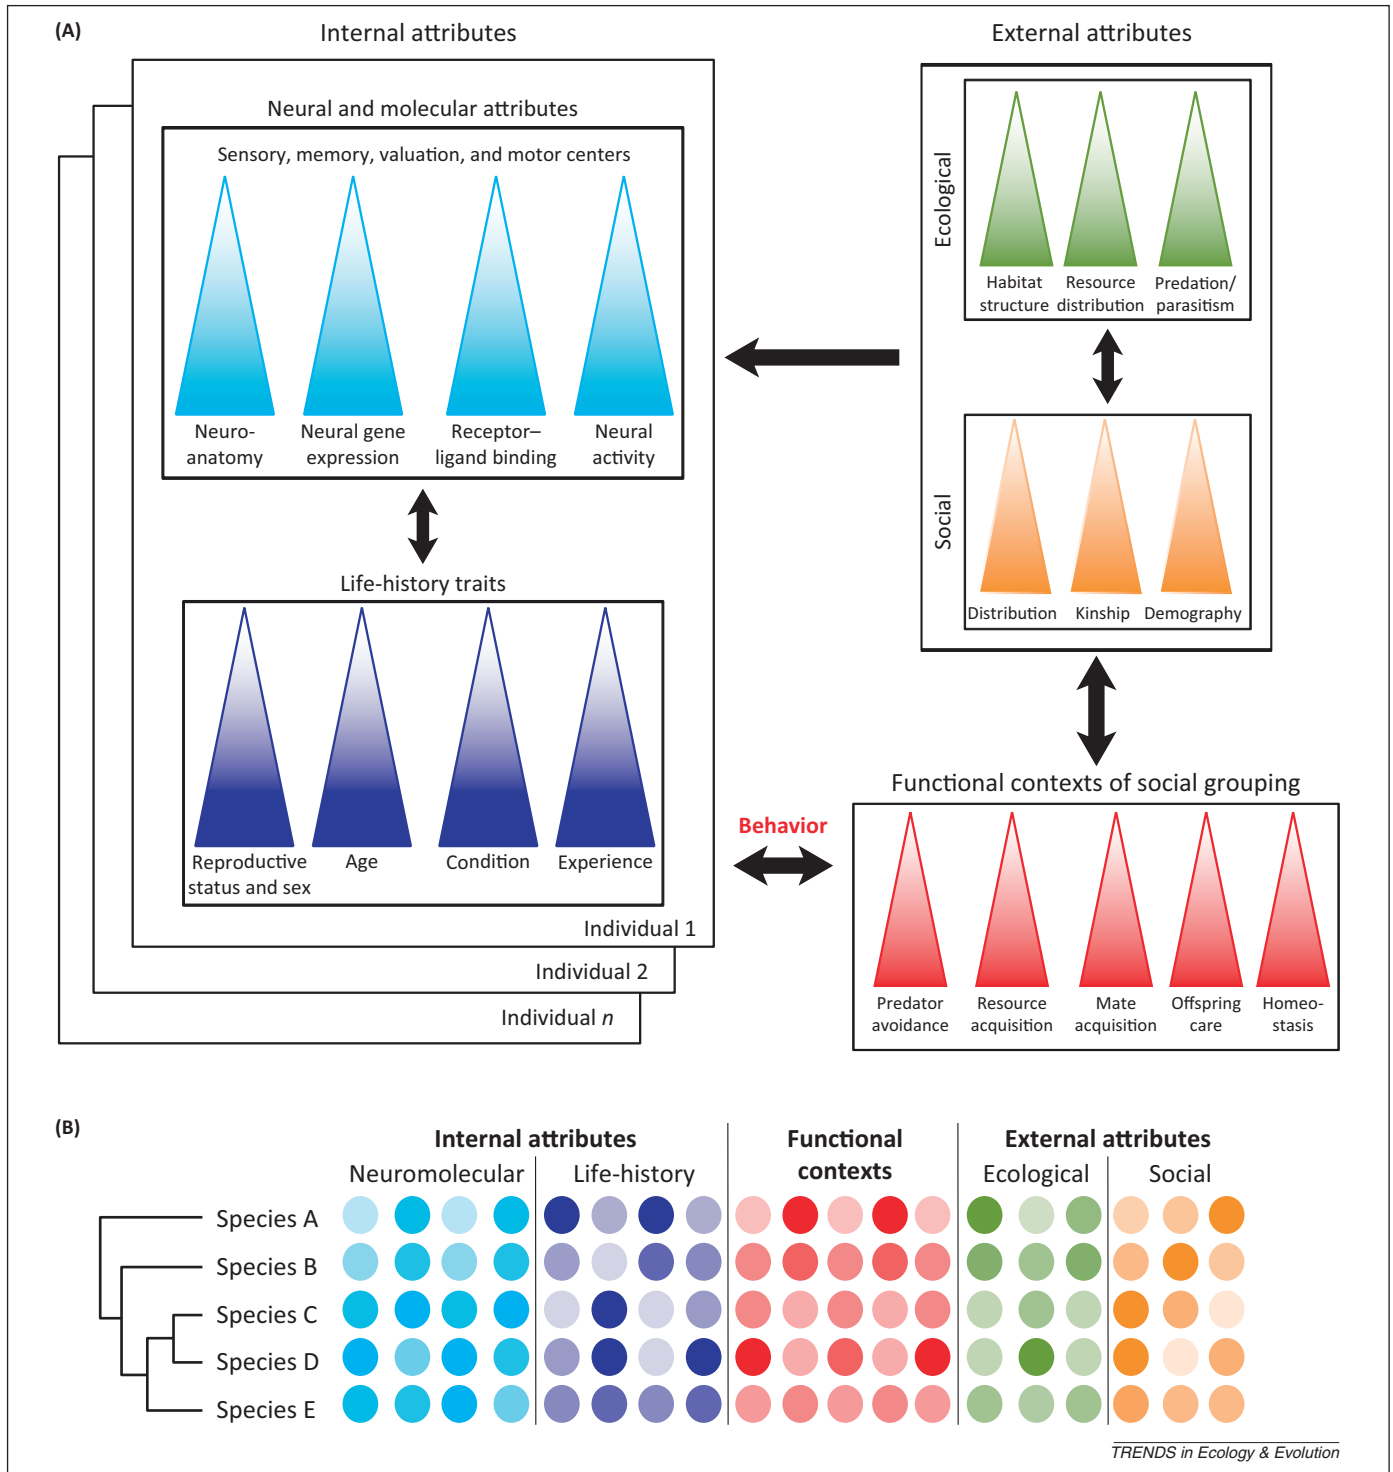 (A)
Internal attributes
External attributes
Neural and molecular attributes
Sensory, memory, valuation, and motor centers
Neuro-
anatomy
Neural gene
expression
Receptor–
ligand binding
Neural
activity
Life-history traits
Reproductive
status and sex
Age
Condition
Experience
Individual 1
Individual 2
Individual n
Ecological
Habitat
structure
Resource
distribution
Predation/
parasitism
Social
Distribution
Kinship
Demography
Behavior
Functional contexts of social grouping
Predator
avoidance
Resource
acquisition
Mate
acquisition
Offspring
care
Homeo-
stasis
(B)
Internal attributes
Functional
contexts
External attributes
Neuromolecular
Life-history
Ecological
Social
Species A
Species B
Species C
Species D
Species E
TRENDS in Ecology & Evolution